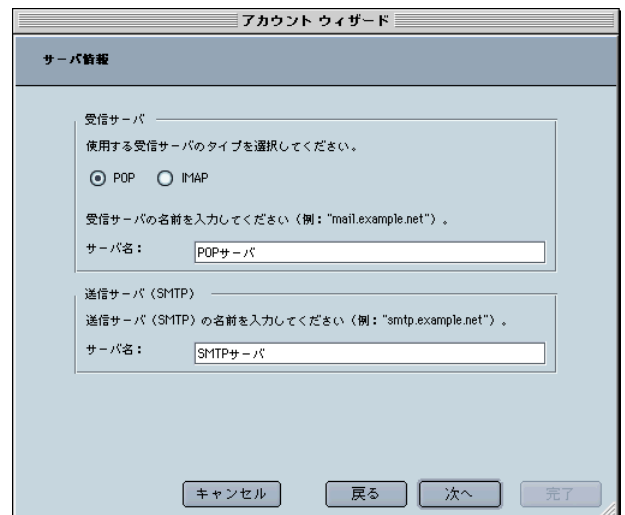 アカウント ウィザード
サーバ情報
受信サーバ
使用する受信サーバのタイプを選択してください。
POP IMAP
受信サーバの名前を入力してください（例："mail.example.net"）。
サーバ名： POPサーバ
送信サーバ（SMTP）
送信サーバ（SMTP）の名前を入力してください（例："smtp.example.net"）。
サーバ名： SMTPサーバ
キャンセル 戻る 次へ 完了